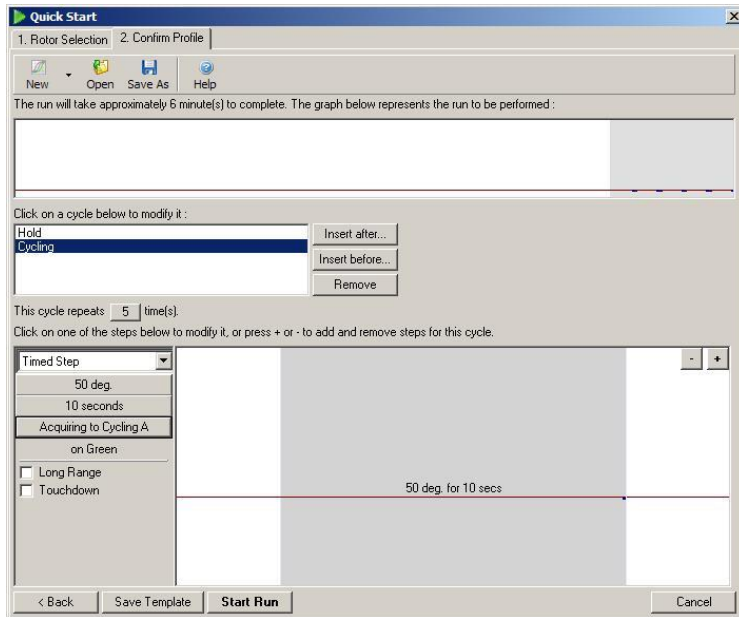 Quick Start
1. Rotor Selection 2. Confirm Profile
New Open Save As Help
The run will take approximately 6 minute(s) to complete. The graph below represents the run to be performed :
Click on a cycle below to modify it :
Hold
Cycling
Insert after...
Insert before...
Remove
This cycle repeats 5 time(s).
Click on one of the steps below to modify it, or press + or - to add and remove steps for this cycle.
Timed Step
- +
50 deg.
10 seconds
Acquiring to Cycling A
on Green
Long Range
Touchdown
50 deg. for 10 secs
< Back Save Template Start Run Cancel